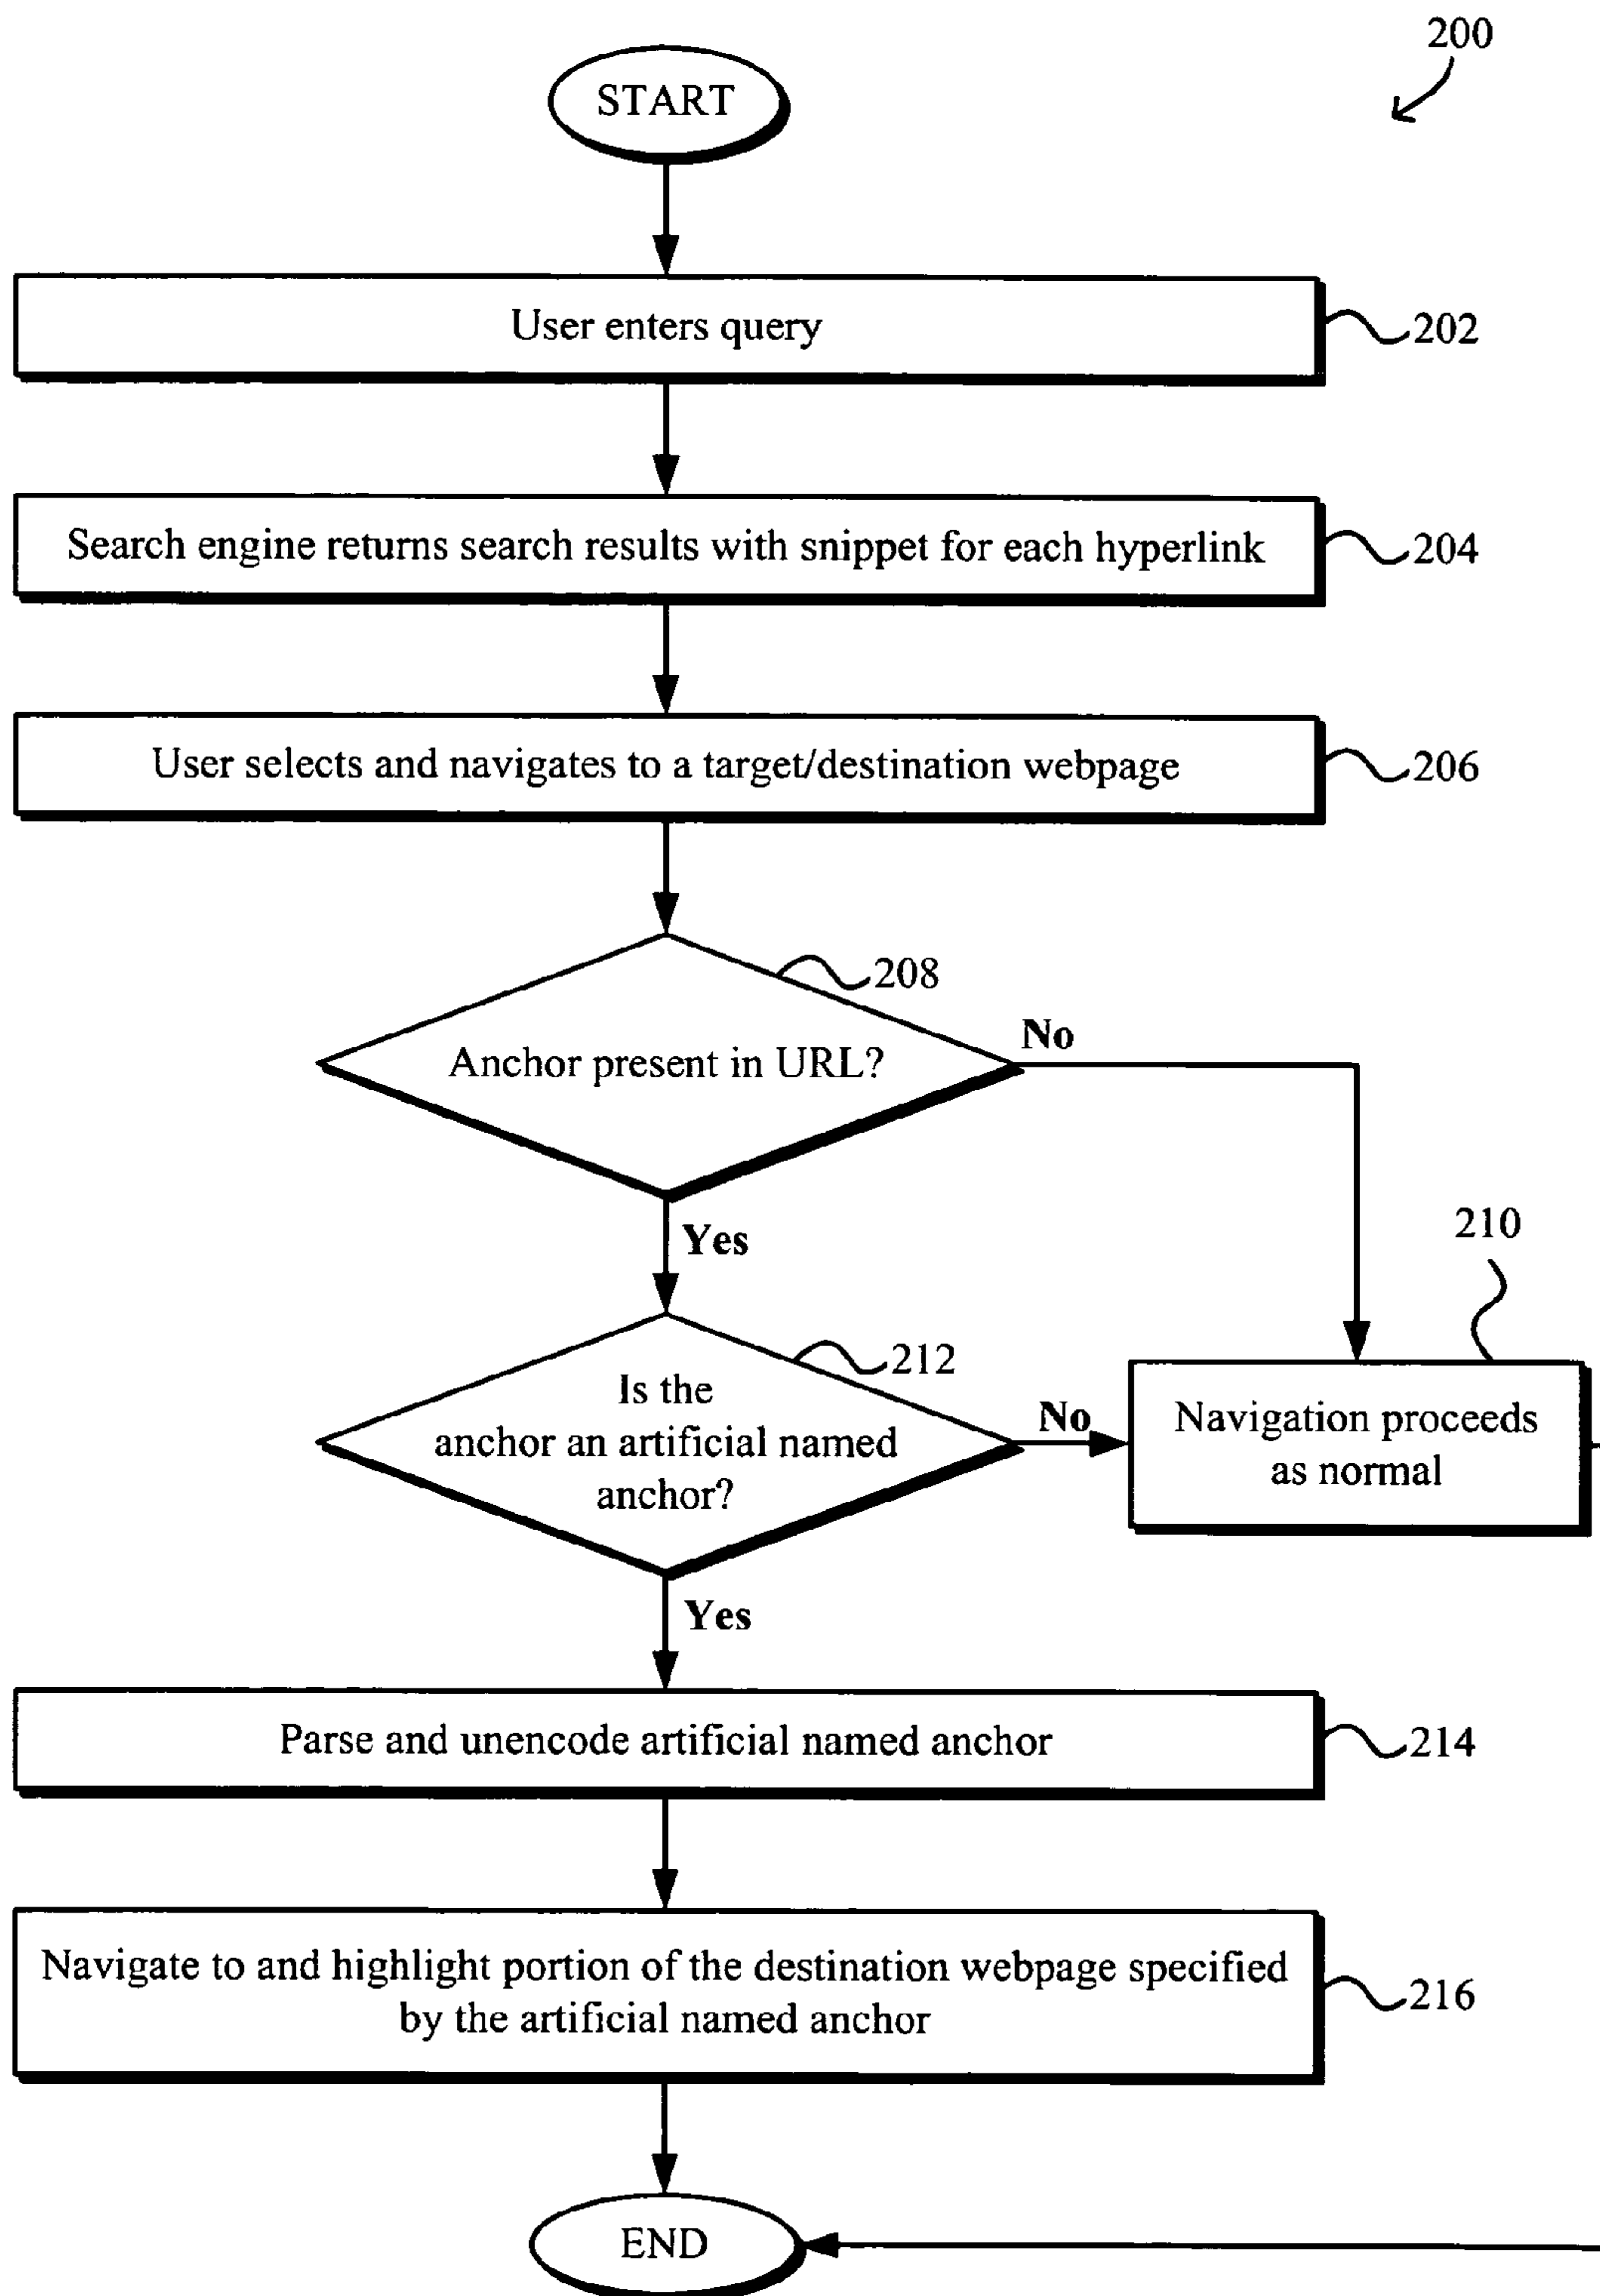 200
START
User enters query
202
Search engine returns search results with snippet for each hyperlink
204
User selects and navigates to a target/destination webpage
206
208
Anchor present in URL?
No
Yes
210
212
Is the
anchor an artificial named
anchor?
No
Navigation proceeds
as normal
Yes
Parse and unencode artificial named anchor
214
Navigate to and highlight portion of the destination webpage specified
by the artificial named anchor
216
END